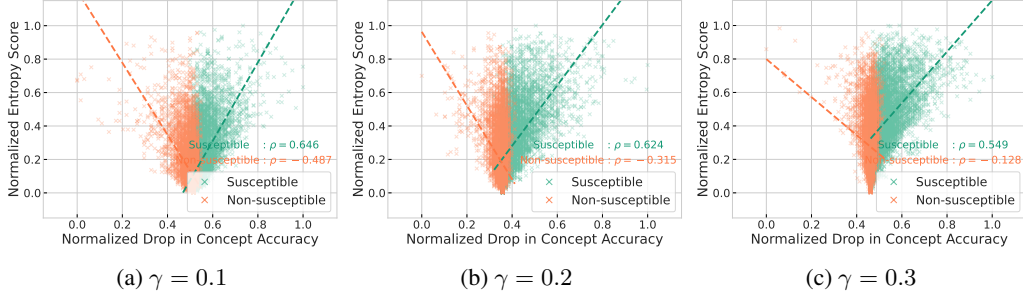 Normalized Entropy Score
1.0
0.8
0.6
0.4
0.2
0.0
Susceptible : ρ = 0.646
Non-susceptible : ρ = −0.487
Susceptible
Non-susceptible
0.0 0.2 0.4 0.6 0.8 1.0
Normalized Drop in Concept Accuracy
(a) γ = 0.1
Normalized Entropy Score
1.0
0.8
0.6
0.4
0.2
0.0
Susceptible : ρ = 0.624
Non-susceptible : ρ = −0.315
Susceptible
Non-susceptible
0.0 0.2 0.4 0.6 0.8 1.0
Normalized Drop in Concept Accuracy
(b) γ = 0.2
Normalized Entropy Score
1.0
0.8
0.6
0.4
0.2
0.0
Susceptible : ρ = 0.549
Non-susceptible : ρ = −0.128
Susceptible
Non-susceptible
0.0 0.2 0.4 0.6 0.8 1.0
Normalized Drop in Concept Accuracy
(c) γ = 0.3